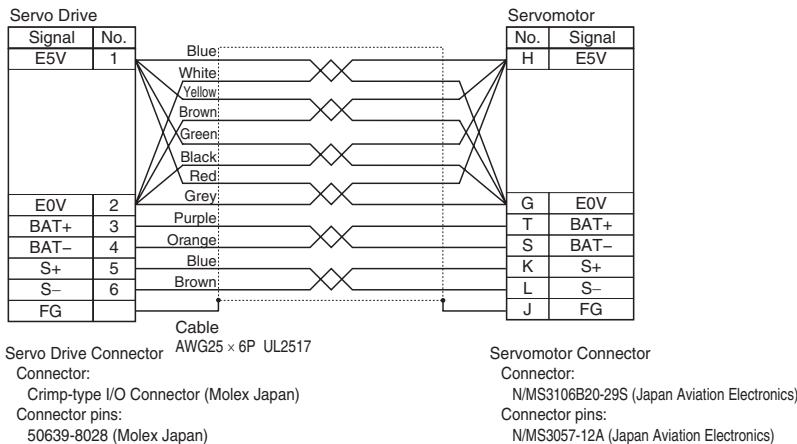 Servo Drive
Servomotor
Signal No.
No. Signal
E5V 1
Blue
H E5V
White
Yellow
Brown
Green
Black
Red
Grey
E0V 2
G E0V
Purple
BAT+ 3
T BAT+
Orange
BAT− 4
S BAT−
Blue
S+ 5
K S+
Brown
S− 6
L S−
FG
J FG
Cable
AWG25 × 6P UL2517
Servo Drive Connector
Connector:
Crimp-type I/O Connector (Molex Japan)
Connector pins:
50639-8028 (Molex Japan)
Servomotor Connector
Connector:
N/MS3106B20-29S (Japan Aviation Electronics)
Connector pins:
N/MS3057-12A (Japan Aviation Electronics)